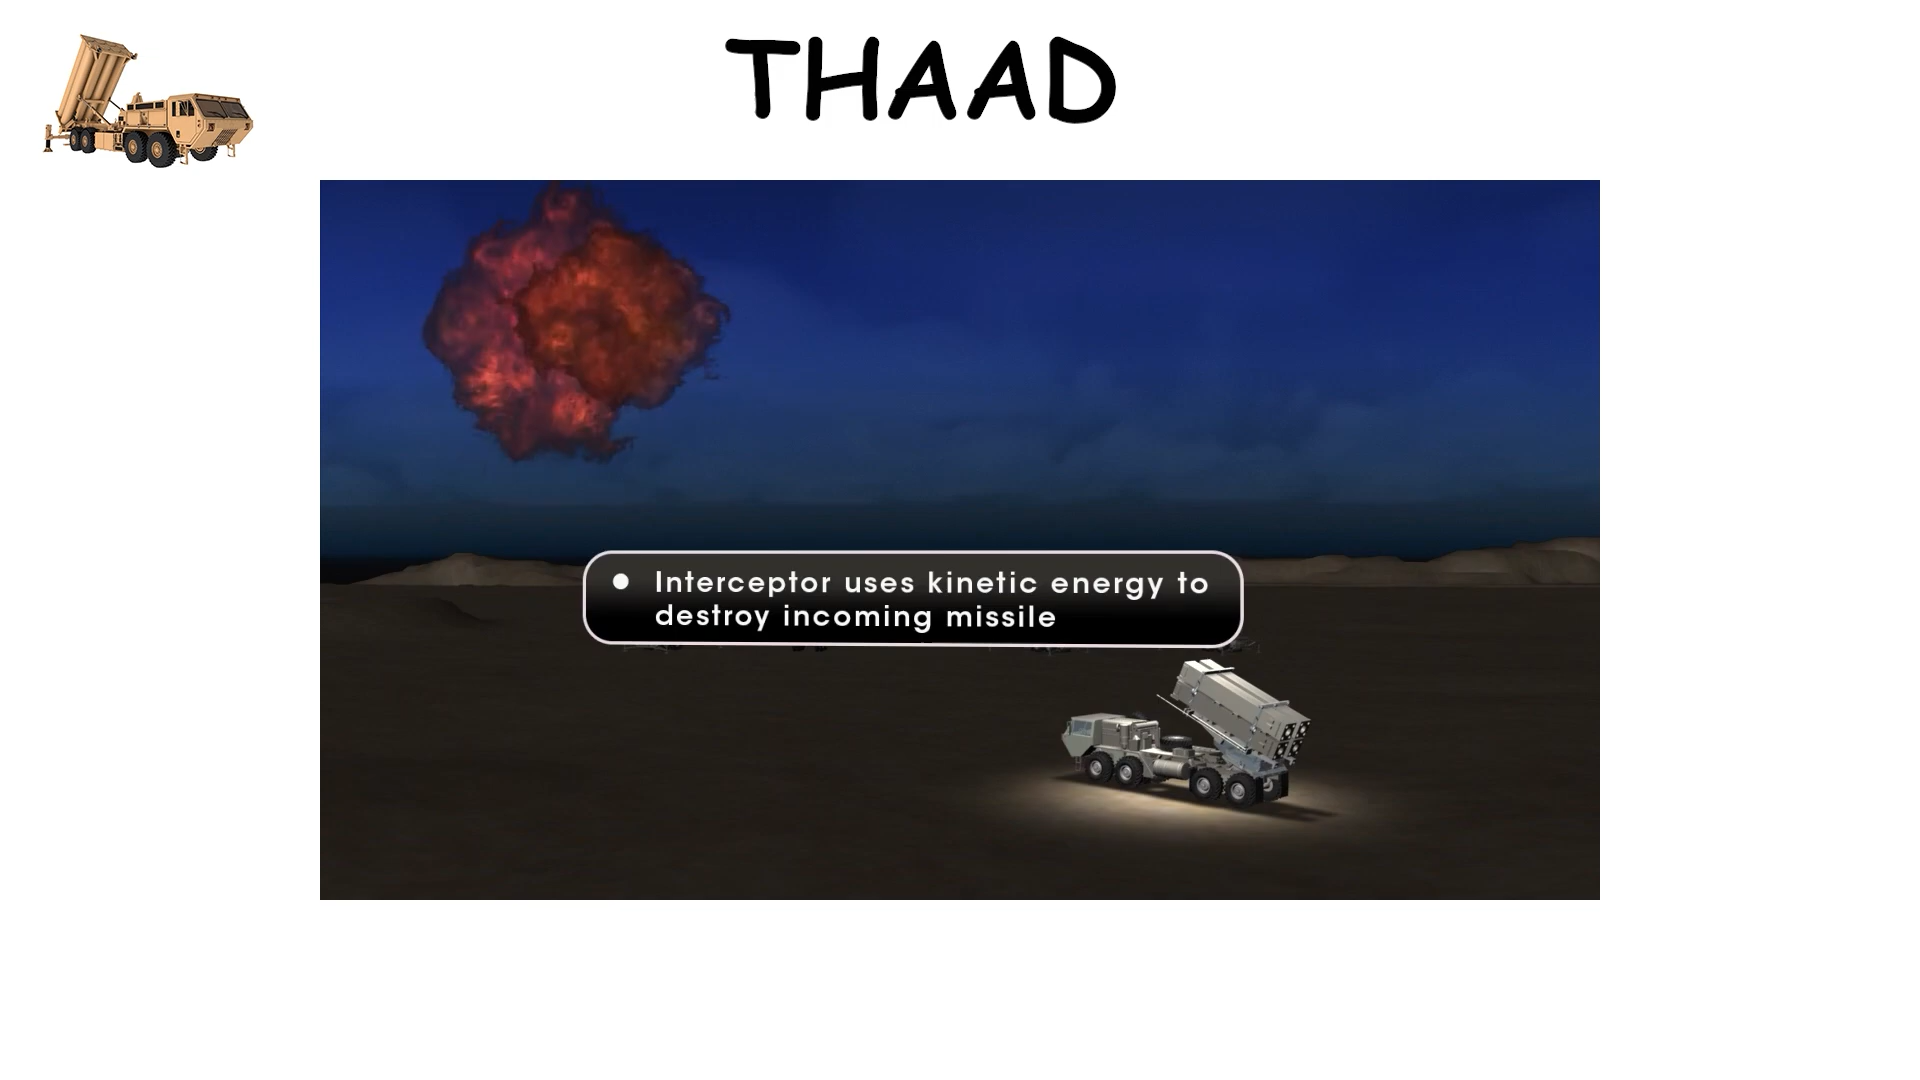 THAAD
Interceptor uses kinetic energy to
destroy incoming missile